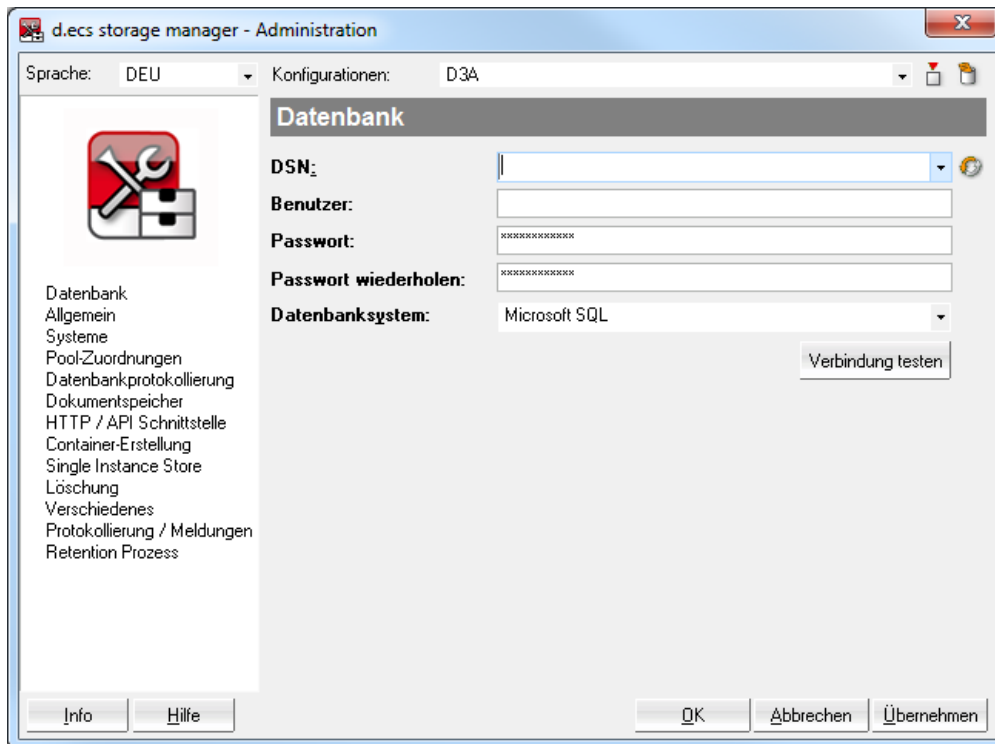 d.ecs storage manager - Administration
Sprache: DEU Konfigurationen: D3A
Datenbank
DSN:
Benutzer:
Passwort: xxxxxxxxxxxx
Passwort wiederholen: xxxxxxxxxxxx
Datenbanksystem: Microsoft SQL
Verbindung testen
Datenbank
Allgemein
Systeme
Pool-Zuordnungen
Datenbankprotokollierung
Dokumentspeicher
HTTP / API Schnittstelle
Container-Erstellung
Single Instance Store
Löschung
Verschiedenes
Protokollierung / Meldungen
Retention Prozess
Info Hilfe OK Abbrechen Übernehmen